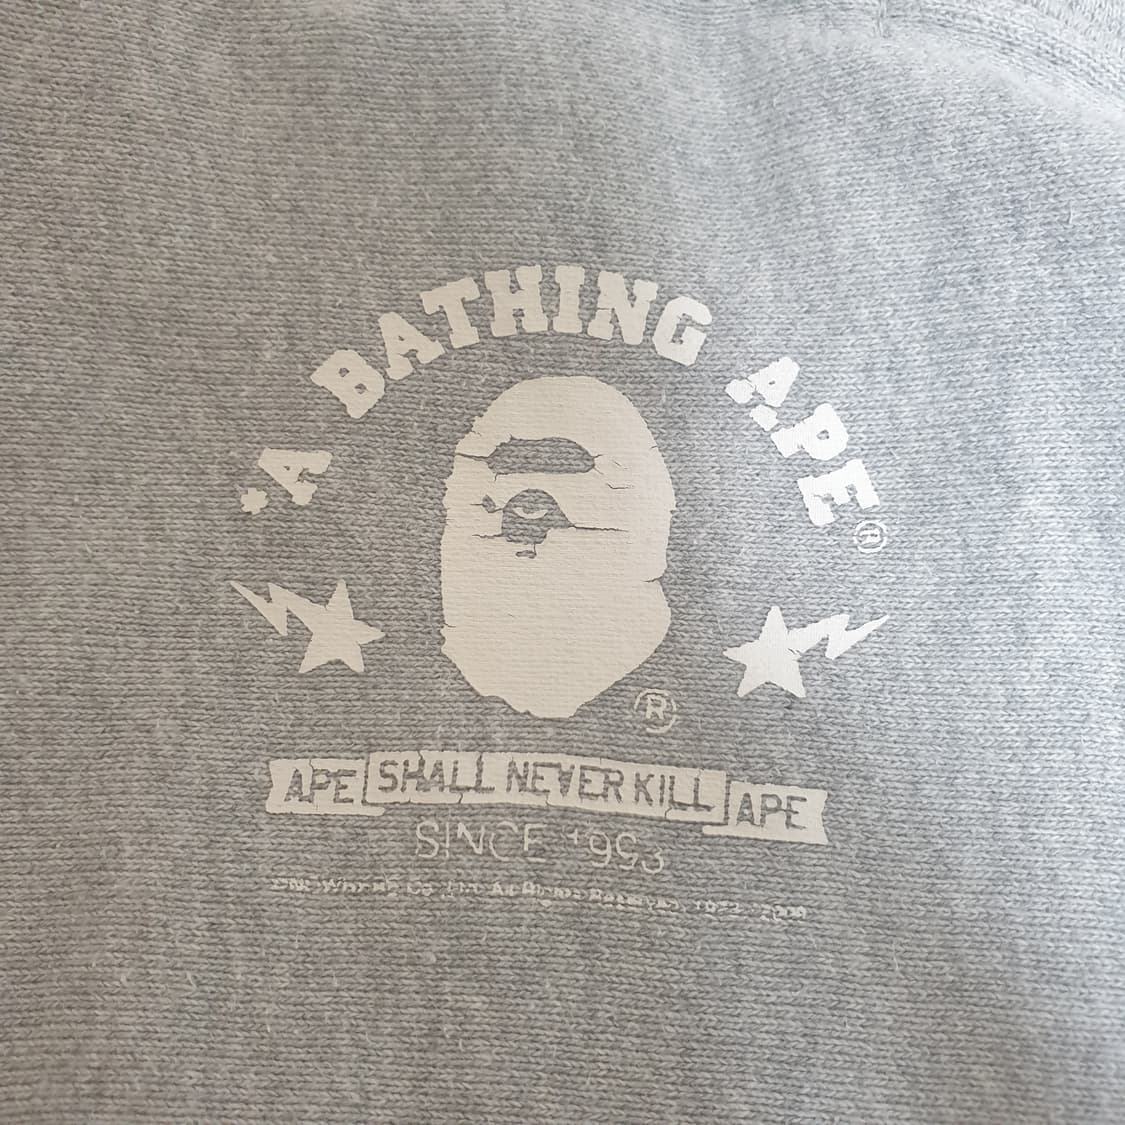 *A BATHING APE®
®
APE SHALL NEVER KILL APE
SINCE 1993